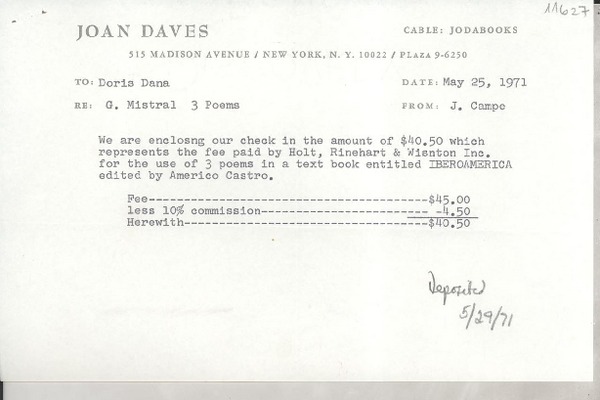 11627
JOAN DAVES CABLE: JODABOOKS
515 MADISON AVENUE / NEW YORK, N. Y. 10022 / PLAZA 9-6250
TO: Doris Dana DATE: May 25, 1971
RE: G. Mistral 3 Poems FROM: J. Campe
We are enclosng our check in the amount of $40.50 which
represents the fee paid by Holt, Rinehart & Wisnton Inc.
for the use of 3 poems in a text book entitled IBEROAMERICA
edited by Americo Castro.
Fee---------------------------------------$45.00
less 10% commission------------------------ -4.50
Herewith-----------------------------------$40.50
Deposited
5/29/71